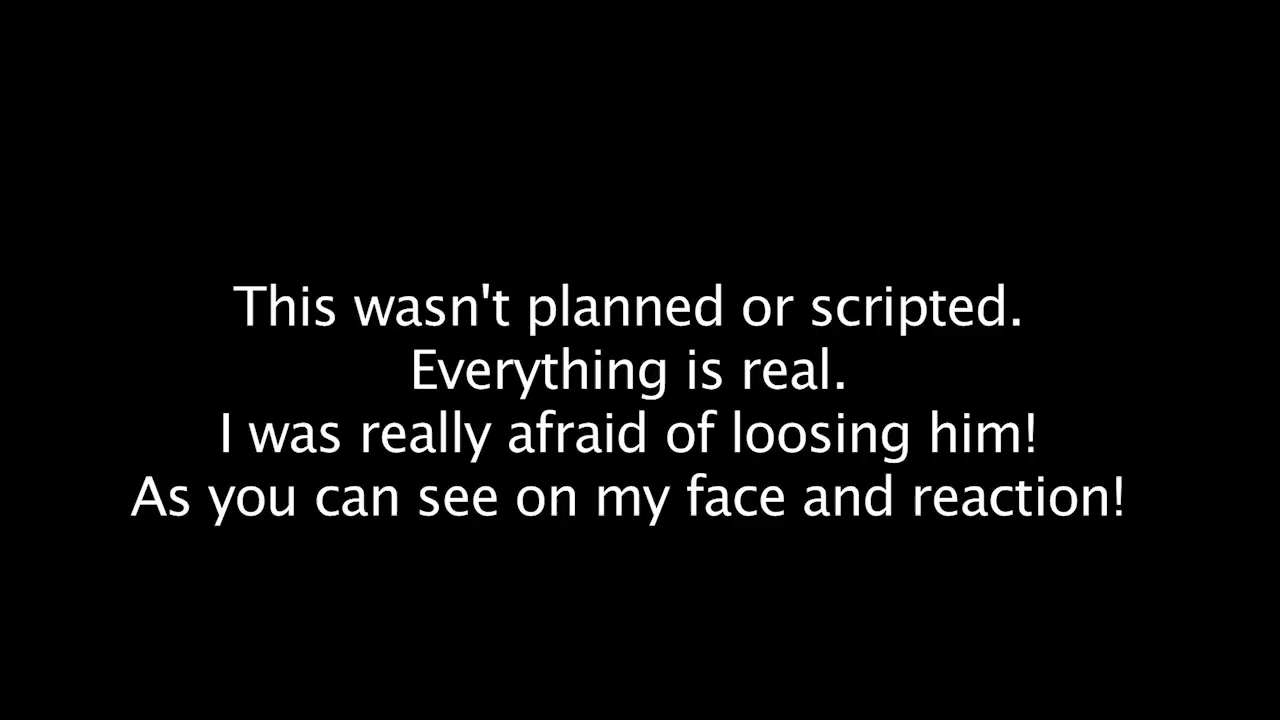 This wasn't planned or scripted.
Everything is real.
I was really afraid of loosing him!
As you can see on my face and reaction!